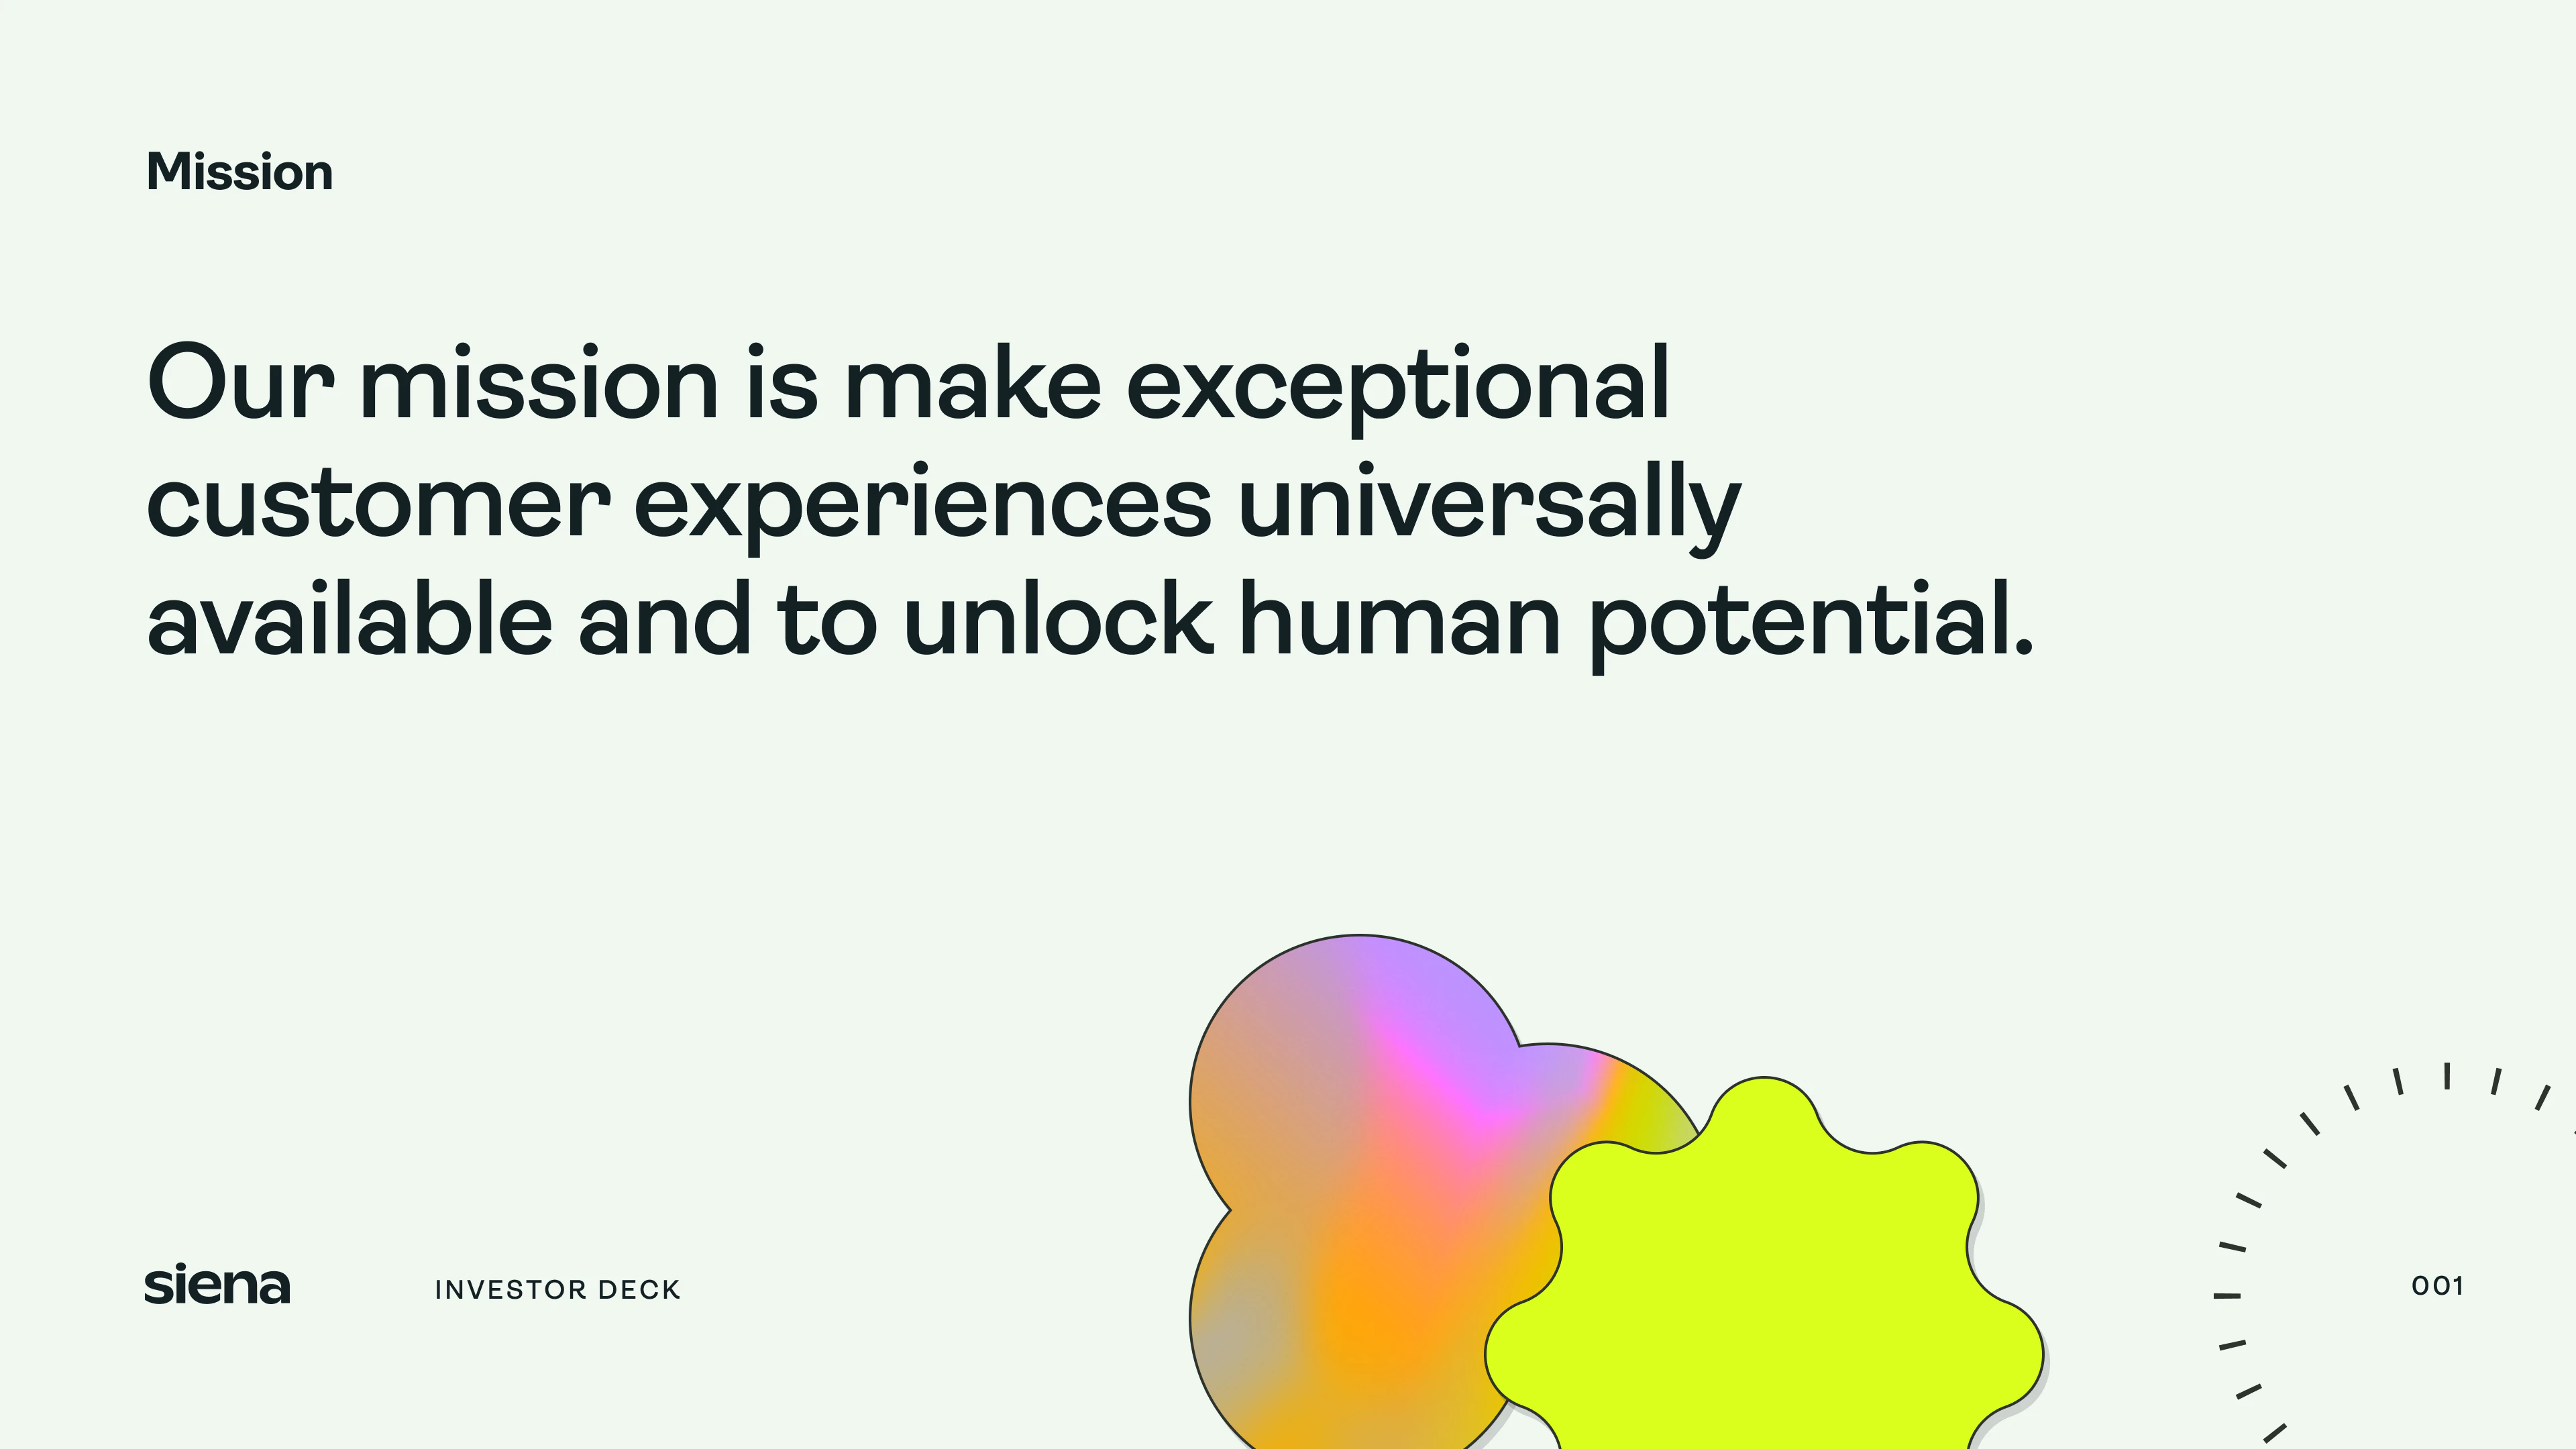 Mission
Our mission is make exceptional
customer experiences universally
available and to unlock human potential.
siena
INVESTOR DECK
001